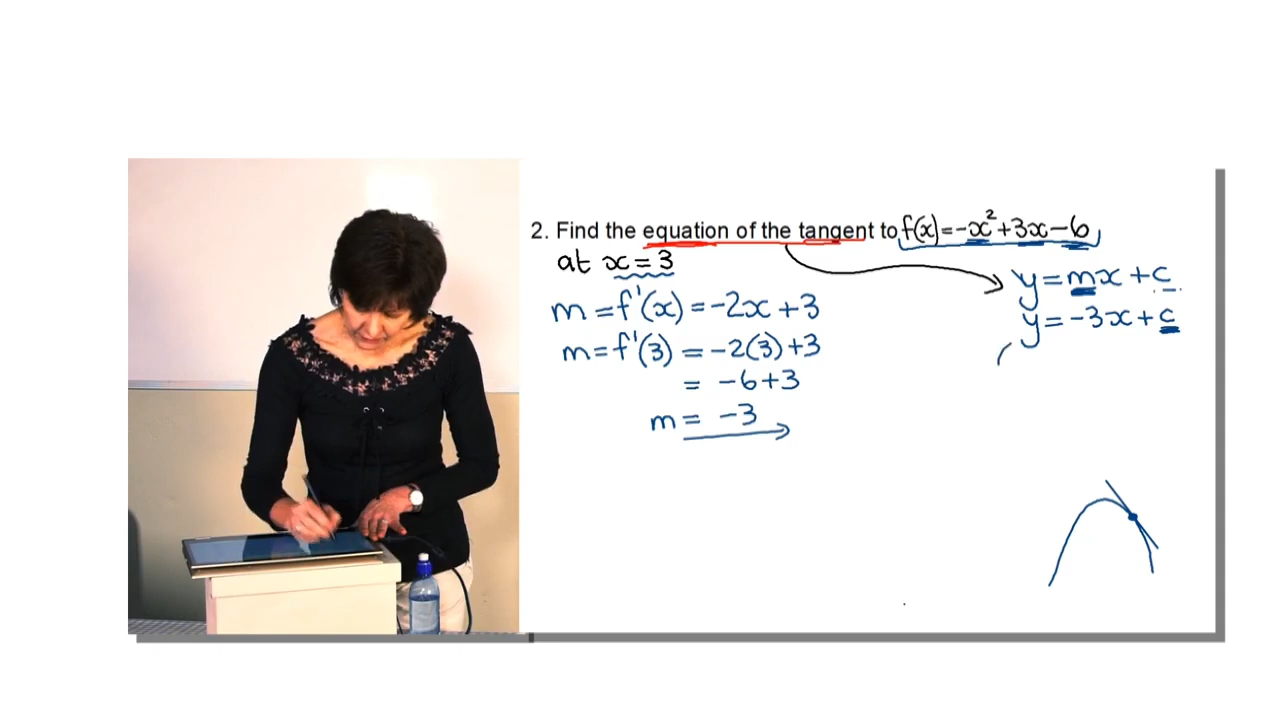 2. Find the equation of the tangent to f(x)=-x²+3x-6
at x=3
y=mx+c
m=f'(x)=-2x+3
y=-3x+c
m=f'(3)=-2(3)+3
=-6+3
m=-3